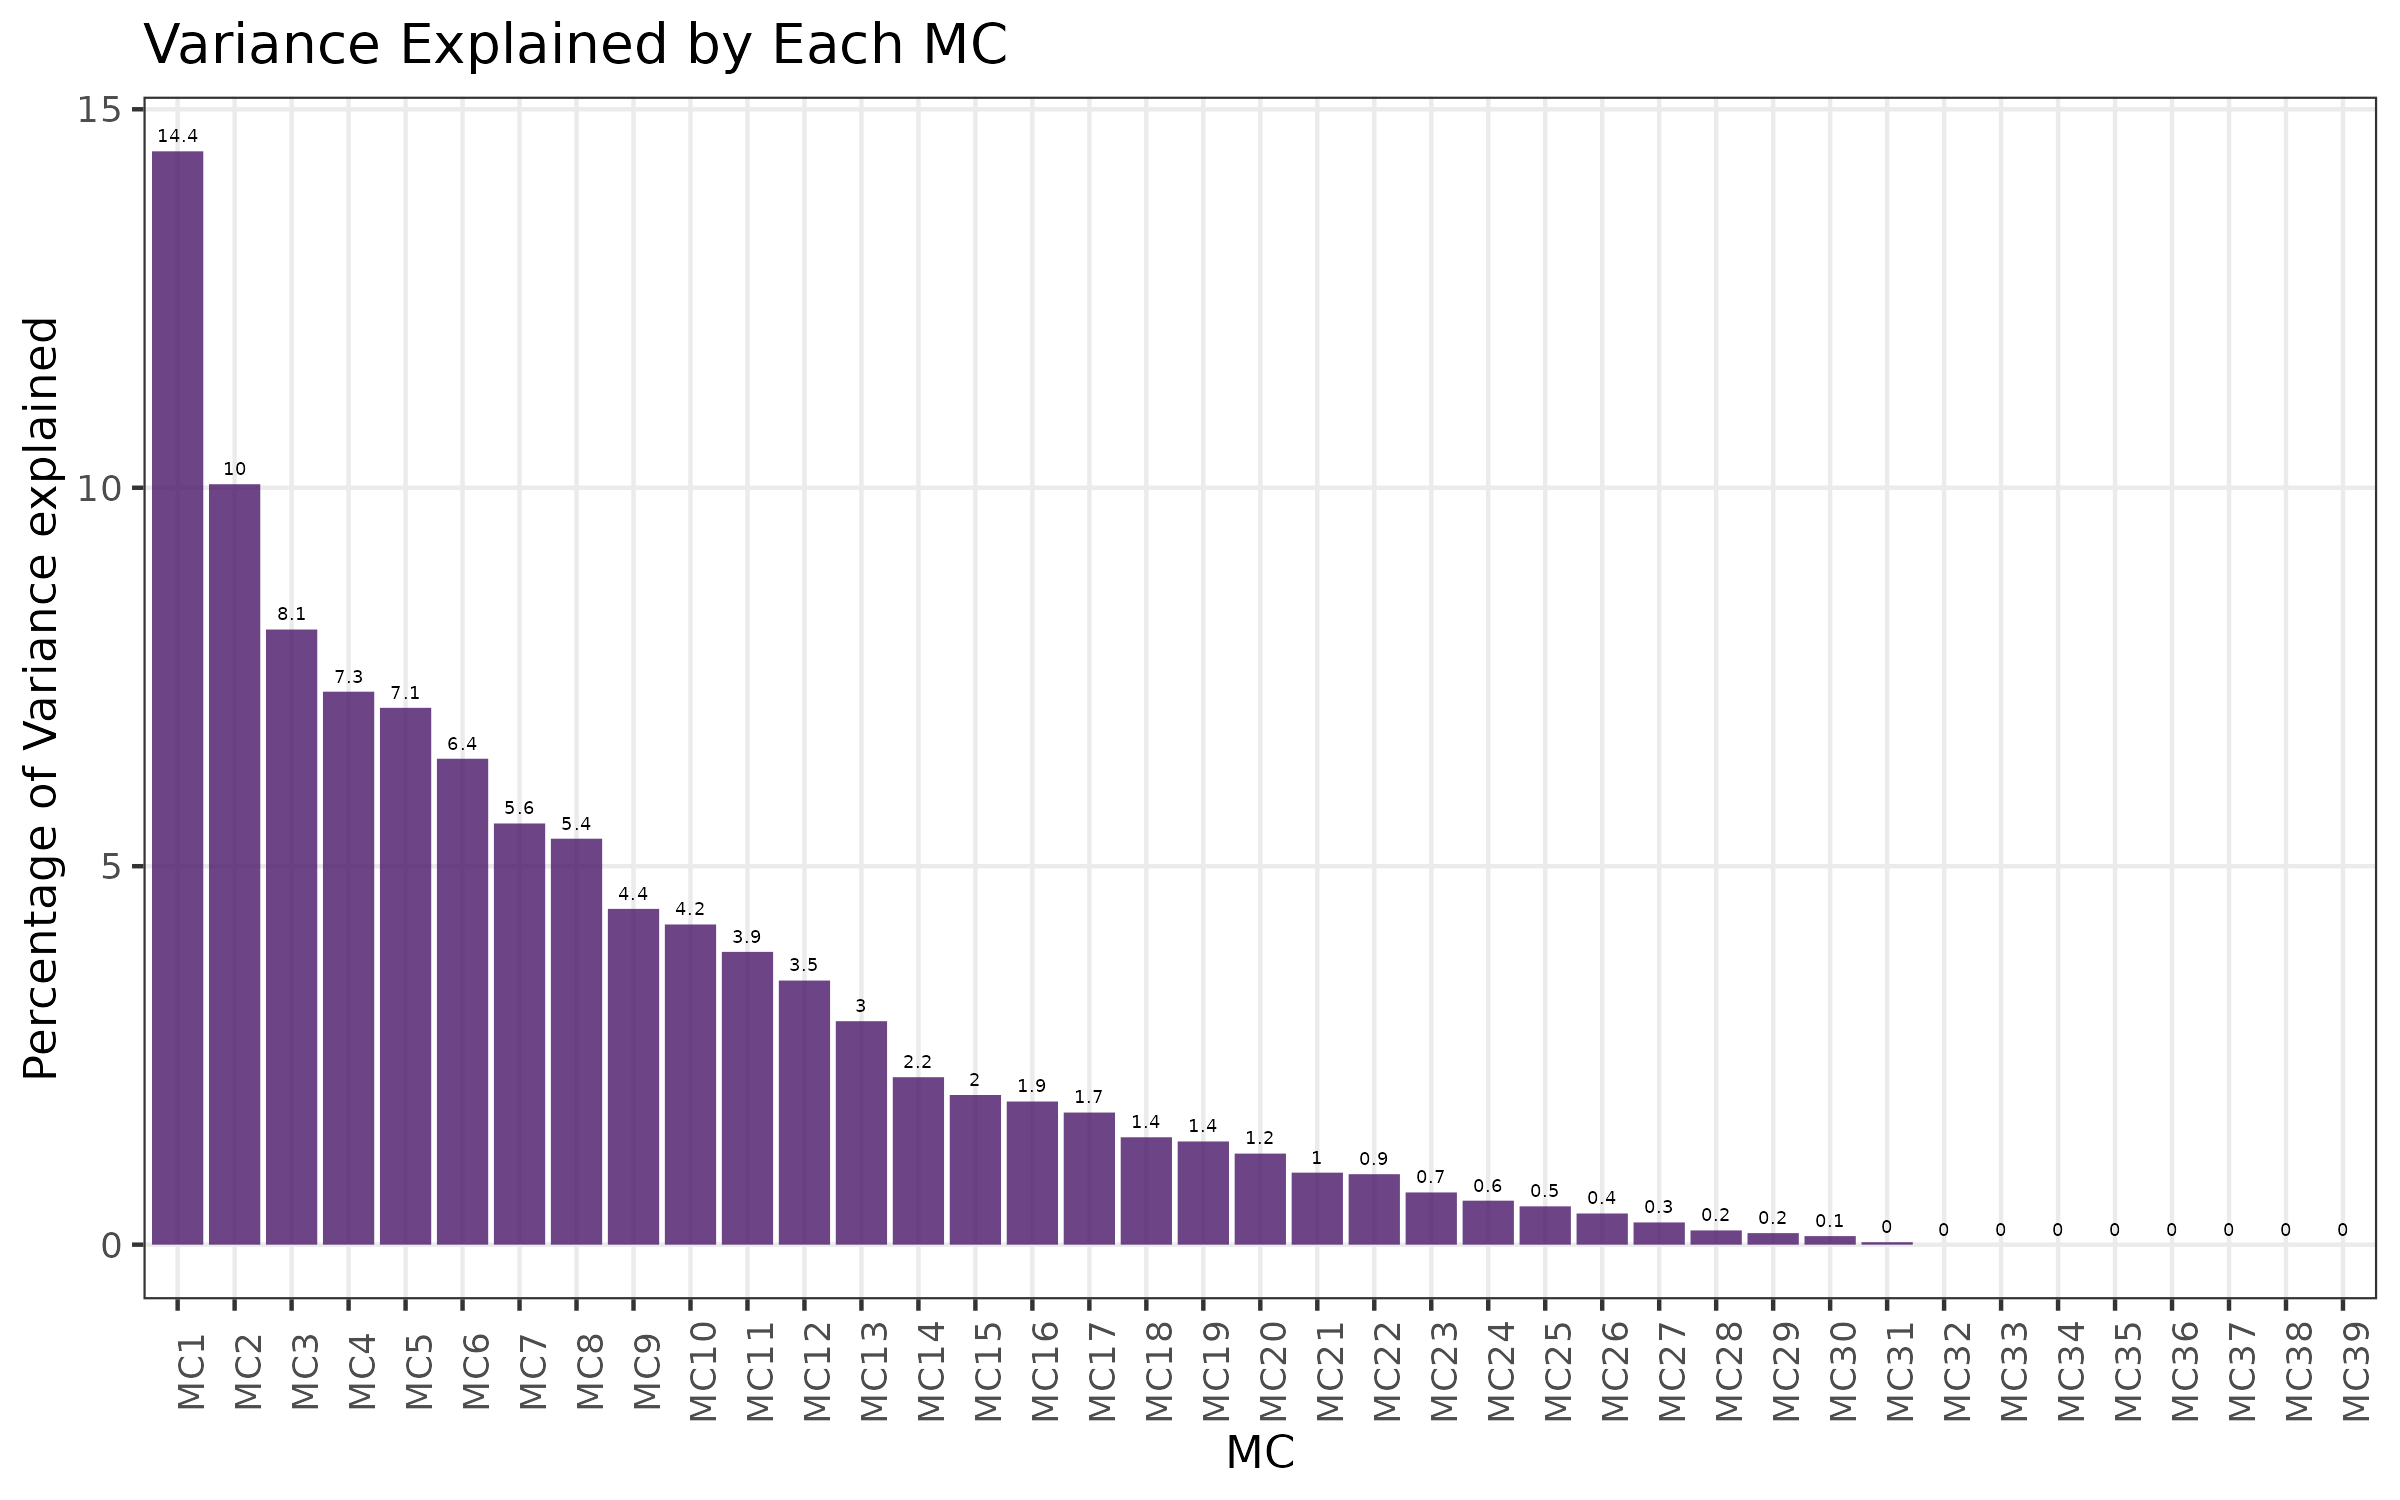 Variance Explained by Each MC
Percentage of Variance explained
15
10
5
0
14.4
10
8.1
7.3
7.1
6.4
5.6
5.4
4.4
4.2
3.9
3.5
3
2.2
2
1.9
1.7
1.4
1.4
1.2
1
0.9
0.7
0.6
0.5
0.4
0.3
0.2
0.2
0.1
0
0
0
0
0
0
0
0
0
MC1
MC2
MC3
MC4
MC5
MC6
MC7
MC8
MC9
MC10
MC11
MC12
MC13
MC14
MC15
MC16
MC17
MC18
MC19
MC20
MC21
MC22
MC23
MC24
MC25
MC26
MC27
MC28
MC29
MC30
MC31
MC32
MC33
MC34
MC35
MC36
MC37
MC38
MC39
MC